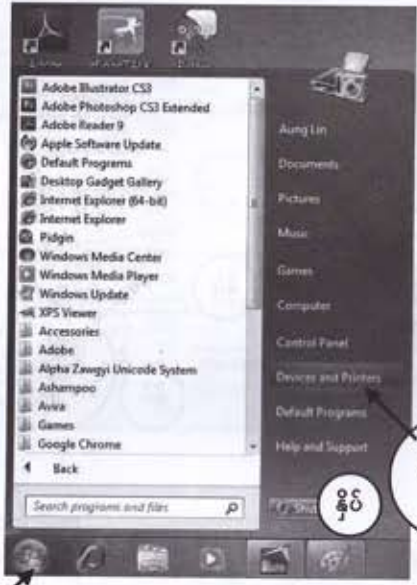 Adobe Illustrator CS3
Adobe Photoshop CS3 Extended
Adobe Reader 9
Apple Software Update
Default Programs
Desktop Gadget Gallery
Internet Explorer (64-bit)
Internet Explorer
Pidgin
Windows Media Center
Windows Media Player
Windows Update
XPS Viewer
Accessories
Adobe
Alpha Zawgyi Unicode System
Ashampoo
Avira
Games
Google Chrome
Back
Search programs and files
Aung Lin
Documents
Pictures
Music
Games
Computer
Control Panel
Devices and Printers
Default Programs
Help and Support
နှိပ်